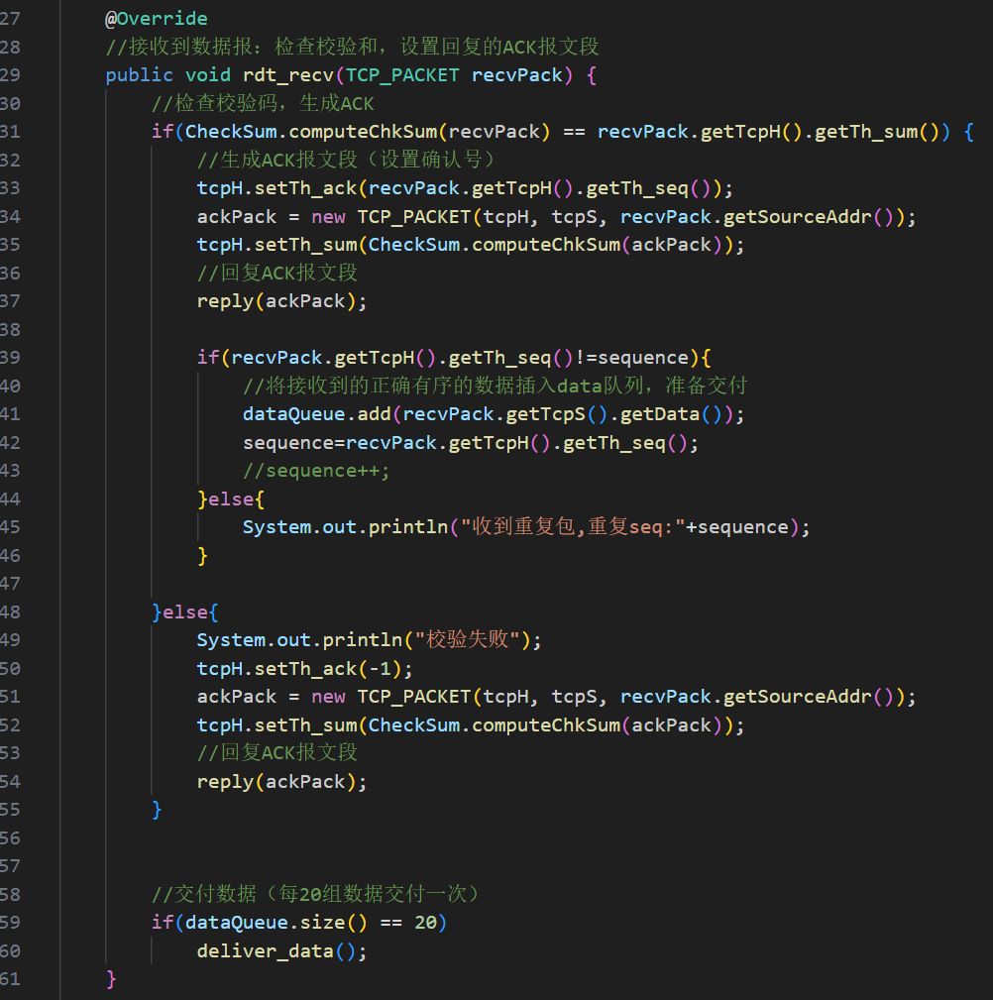 27 @Override
28 //接收到数据报：检查校验和，设置回复的ACK报文段
29 public void rdt_recv(TCP_PACKET recvPack) {
30 //检查校验码，生成ACK
31 if(CheckSum.computeChkSum(recvPack) == recvPack.getTcpH().getTh_sum()) {
32 //生成ACK报文段（设置确认号）
33 tcpH.setTh_ack(recvPack.getTcpH().getTh_seq());
34 ackPack = new TCP_PACKET(tcpH, tcpS, recvPack.getSourceAddr());
35 tcpH.setTh_sum(CheckSum.computeChkSum(ackPack));
36 //回复ACK报文段
37 reply(ackPack);
38
39 if(recvPack.getTcpH().getTh_seq()!=sequence){
40 //将接收到的正确有序的数据插入data队列，准备交付
41 dataQueue.add(recvPack.getTcpS().getData());
42 sequence=recvPack.getTcpH().getTh_seq();
43 //sequence++;
44 }else{
45 System.out.println("收到重复包,重复seq:"+sequence);
46 }
47
48 }else{
49 System.out.println("校验失败");
50 tcpH.setTh_ack(-1);
51 ackPack = new TCP_PACKET(tcpH, tcpS, recvPack.getSourceAddr());
52 tcpH.setTh_sum(CheckSum.computeChkSum(ackPack));
53 //回复ACK报文段
54 reply(ackPack);
55 }
56
57
58 //交付数据（每20组数据交付一次）
59 if(dataQueue.size() == 20)
60 deliver_data();
61 }